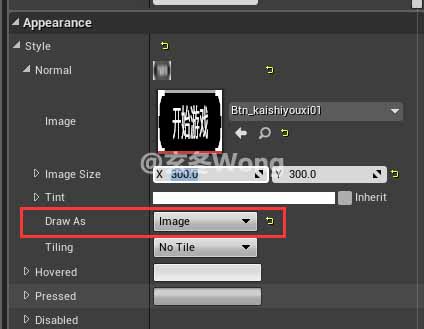 Appearance
Style
Normal
Image
开始游戏
Btn_kaishiyouxi01
@玄冬Wong
Image Size X 300.0 Y 300.0
Tint Inherit
Draw As Image
Tiling No Tile
Hovered
Pressed
Disabled